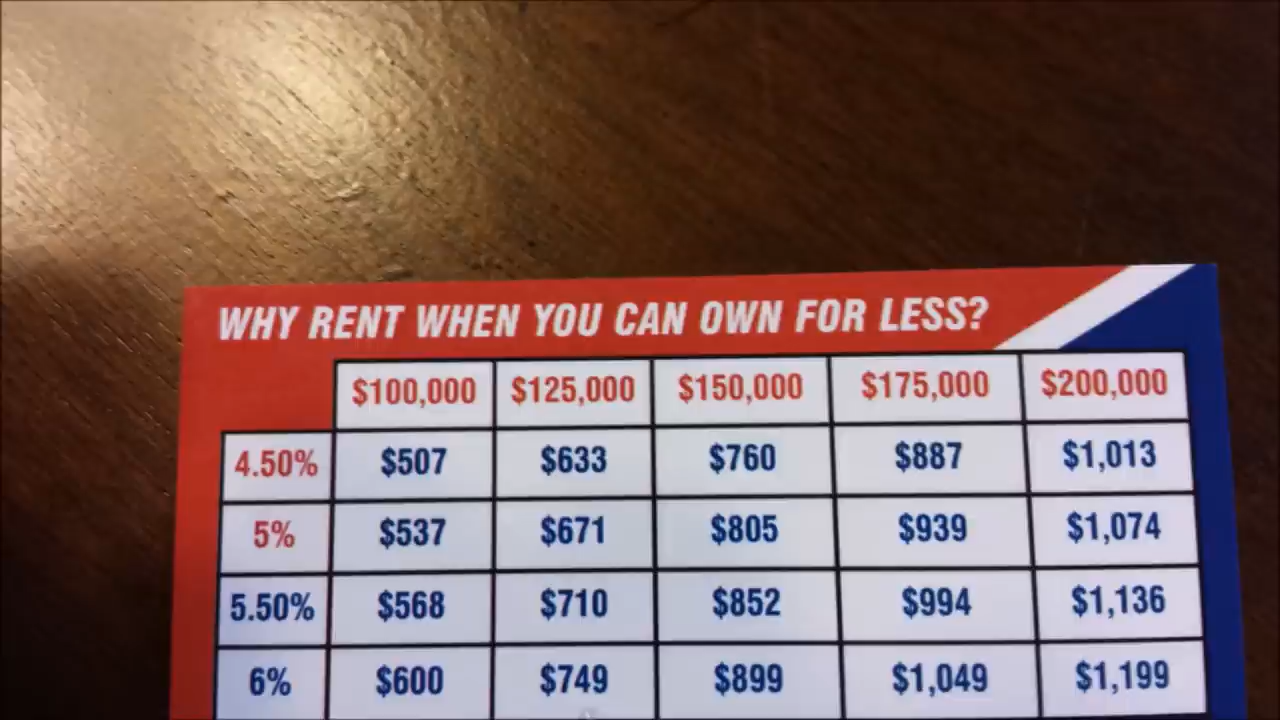 WHY RENT WHEN YOU CAN OWN FOR LESS?
$100,000 $125,000 $150,000 $175,000 $200,000
4.50% $507 $633 $760 $887 $1,013
5% $537 $671 $805 $939 $1,074
5.50% $568 $710 $852 $994 $1,136
6% $600 $749 $899 $1,049 $1,199